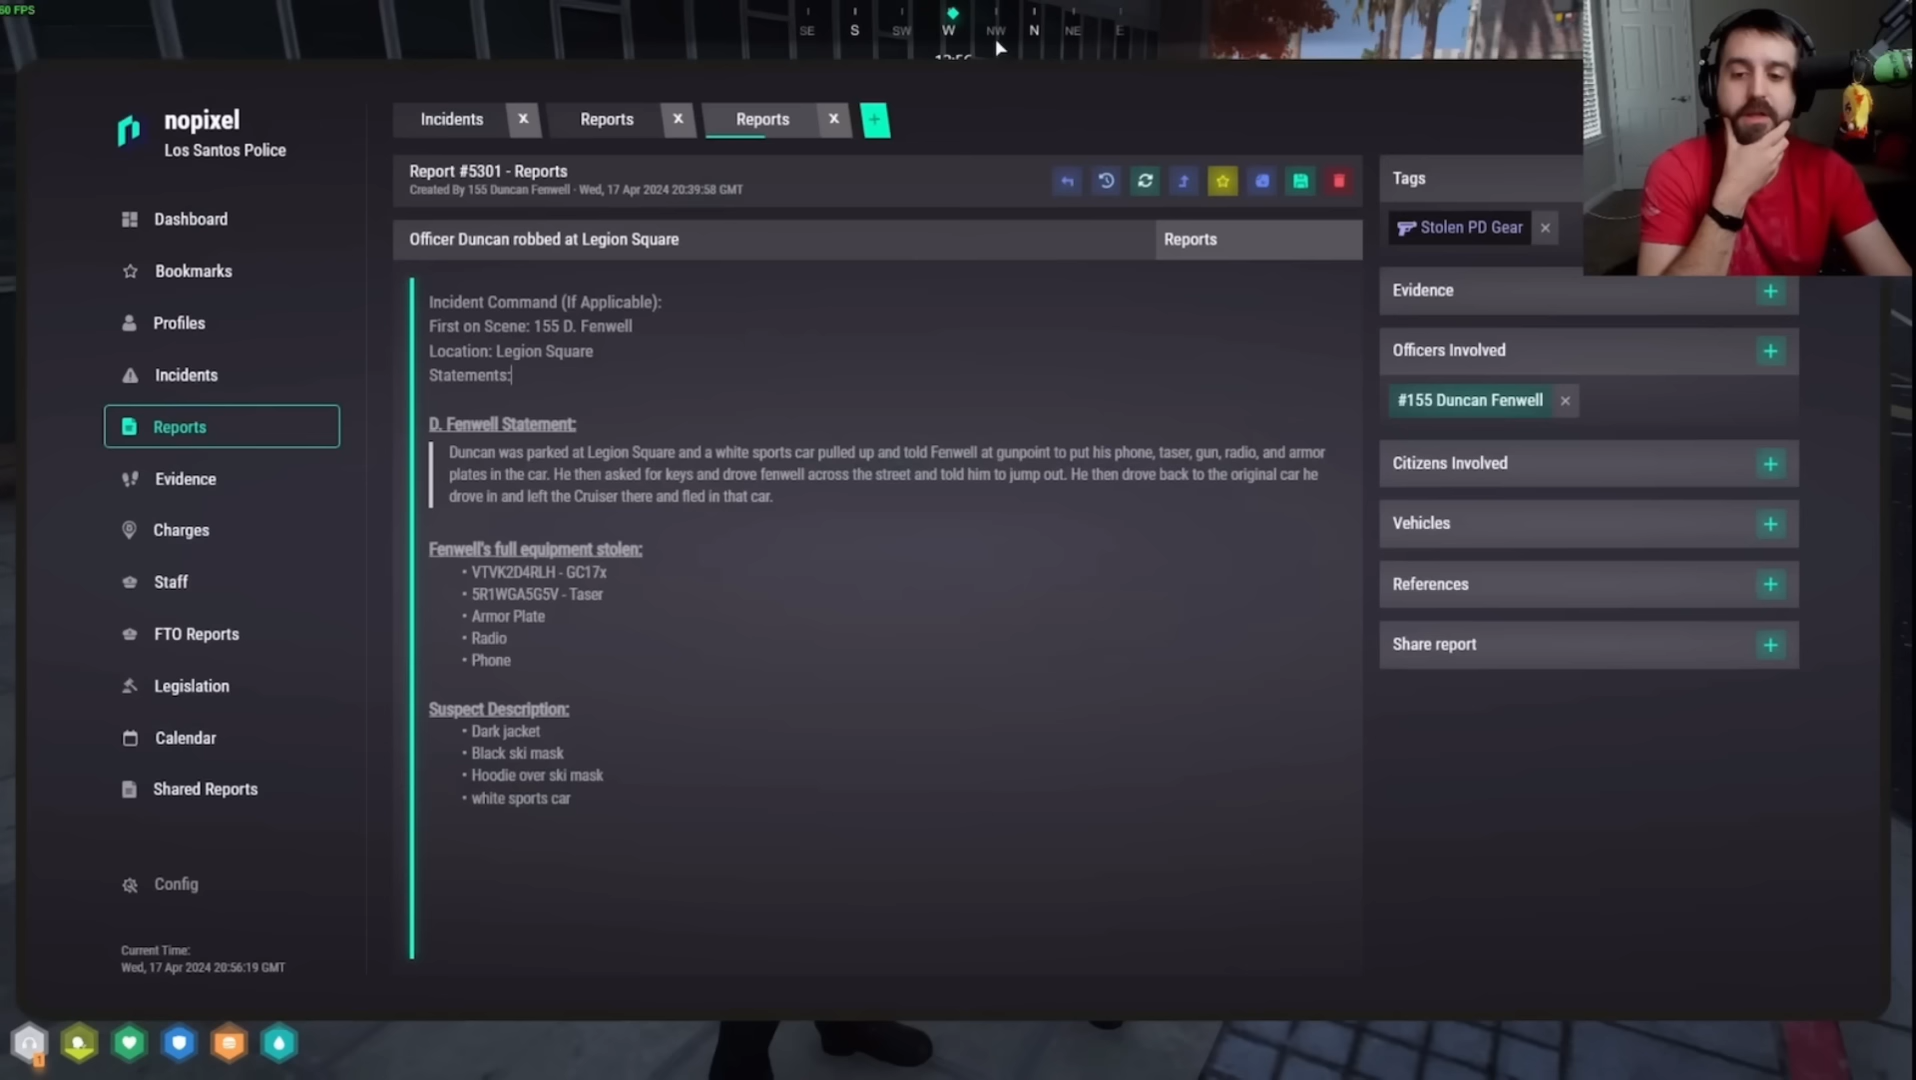 60 FPS
SE S SW W NW N NE E
nopixel
Los Santos Police
Dashboard
Bookmarks
Profiles
Incidents
Reports
Evidence
Charges
Staff
FTO Reports
Legislation
Calendar
Shared Reports
Config
Current Time:
Wed, 17 Apr 2024 20:56:19 GMT
Incidents x Reports x Reports x +
Report #5301 - Reports
Created By 155 Duncan Fenwell - Wed, 17 Apr 2024 20:39:58 GMT
Officer Duncan robbed at Legion Square
Reports
Incident Command (If Applicable):
First on Scene: 155 D. Fenwell
Location: Legion Square
Statements:
D. Fenwell Statement:
Duncan was parked at Legion Square and a white sports car pulled up and told Fenwell at gunpoint to put his phone, taser, gun, radio, and armor
plates in the car. He then asked for keys and drove fenwell across the street and told him to jump out. He then drove back to the original car he
drove in and left the Cruiser there and fled in that car.
Fenwell's full equipment stolen:
• VTVK2D4RLH - GC17x
• 5R1WGA5G5V - Taser
• Armor Plate
• Radio
• Phone
Suspect Description:
• Dark jacket
• Black ski mask
• Hoodie over ski mask
• white sports car
Tags
Stolen PD Gear x
Evidence +
Officers Involved +
#155 Duncan Fenwell x
Citizens Involved +
Vehicles +
References +
Share report +
1